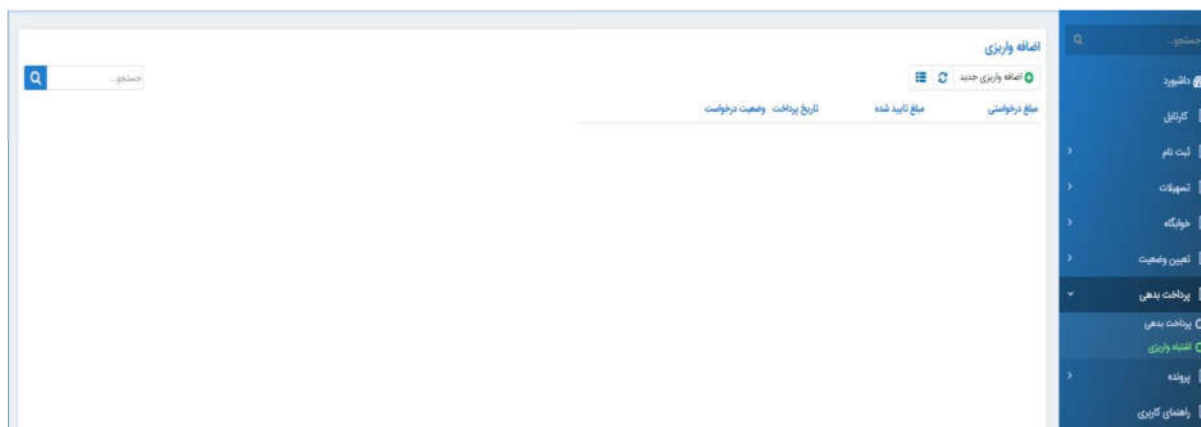 اضافه واریزی
اضافه واریزی جدید
جستجو...
مبلغ درخواستی
مبلغ تایید شده
تاریخ پرداخت
وضعیت درخواست
جستجو...
داشبورد
کارتابل
ثبت نام
تسهیلات
خوابگاه
تعیین وضعیت
پرداخت بدهی
پرداخت بدهی
اشتباه واریزی
پرونده
راهنمای کاربری